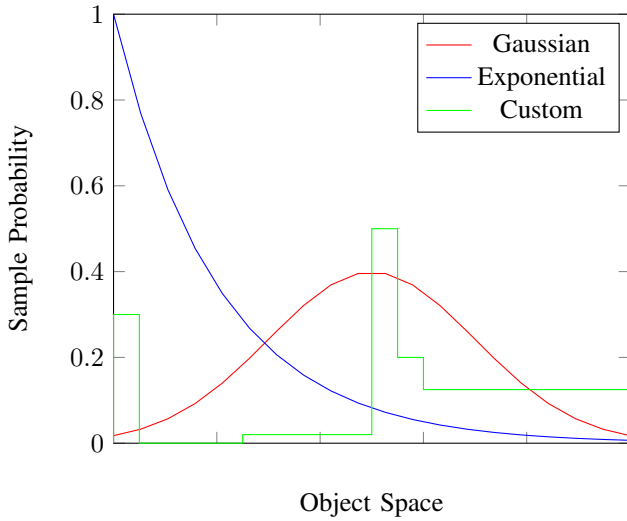 1
0.8
0.6
0.4
0.2
0
Sample Probability
Object Space
Gaussian
Exponential
Custom